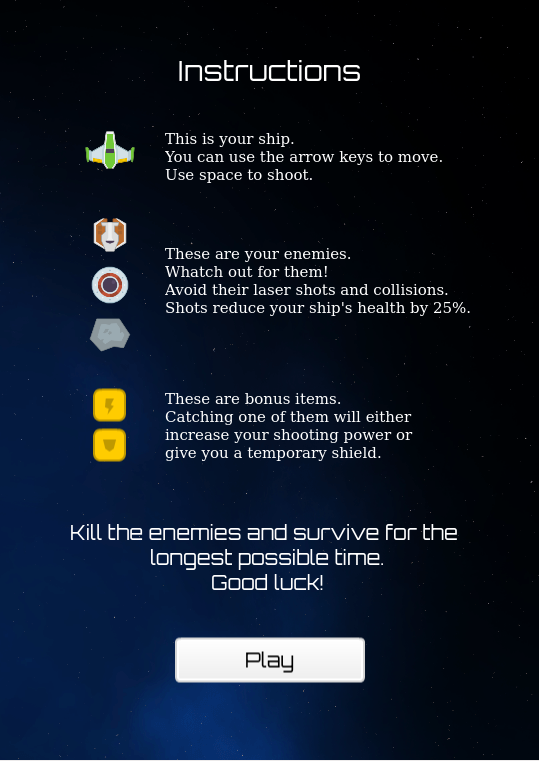 Instructions
This is your ship.
You can use the arrow keys to move.
Use space to shoot.
These are your enemies.
Whatch out for them!
Avoid their laser shots and collisions.
Shots reduce your ship's health by 25%.
These are bonus items.
Catching one of them will either
increase your shooting power or
give you a temporary shield.
Kill the enemies and survive for the
longest possible time.
Good luck!
Play